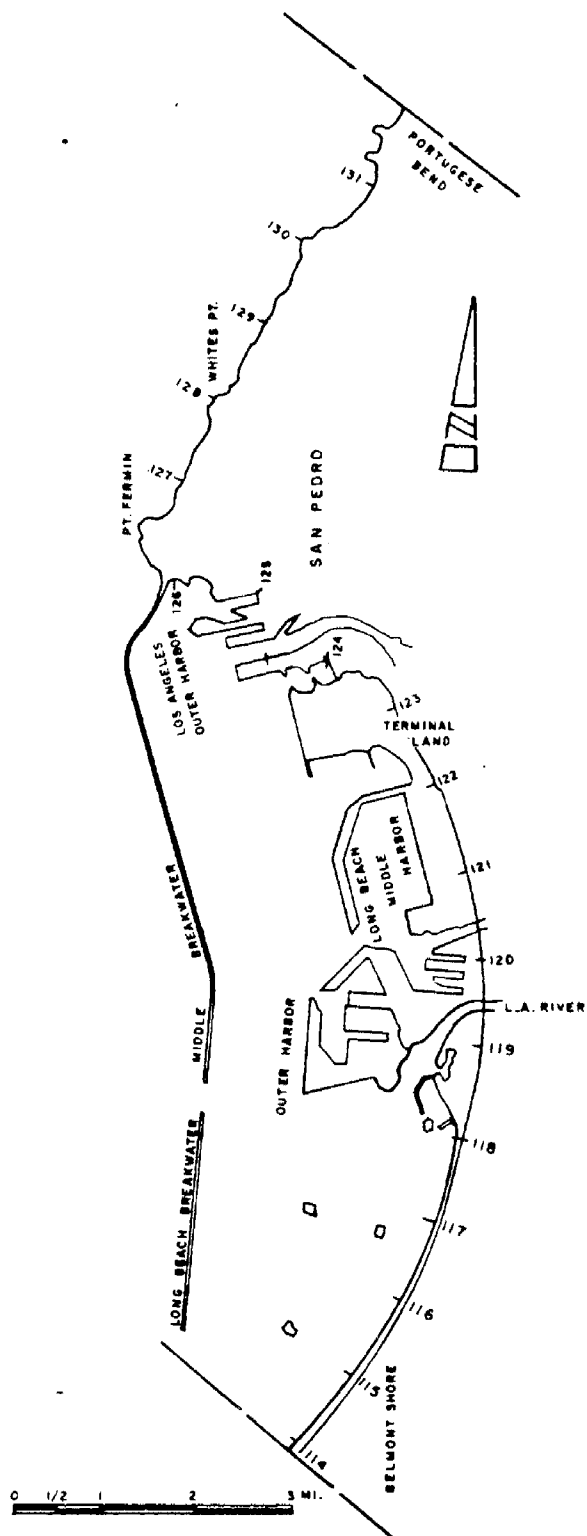 PORTUGESE
BEND
131
130
129
WHITES PT.
128
127
PT. FERMIN
SAN PEDRO
126
125
LOS ANGELES
OUTER HARBOR
124
123
TERMINAL
LAND
122
LONG BEACH
MIDDLE
HARBOR
121
BREAKWATER
120
L.A. RIVER
119
MIDDLE
OUTER HARBOR
118
LONG BEACH BREAKWATER
117
116
115
BELMONT SHORE
114
0 1/2 1 2 3 MI.
N